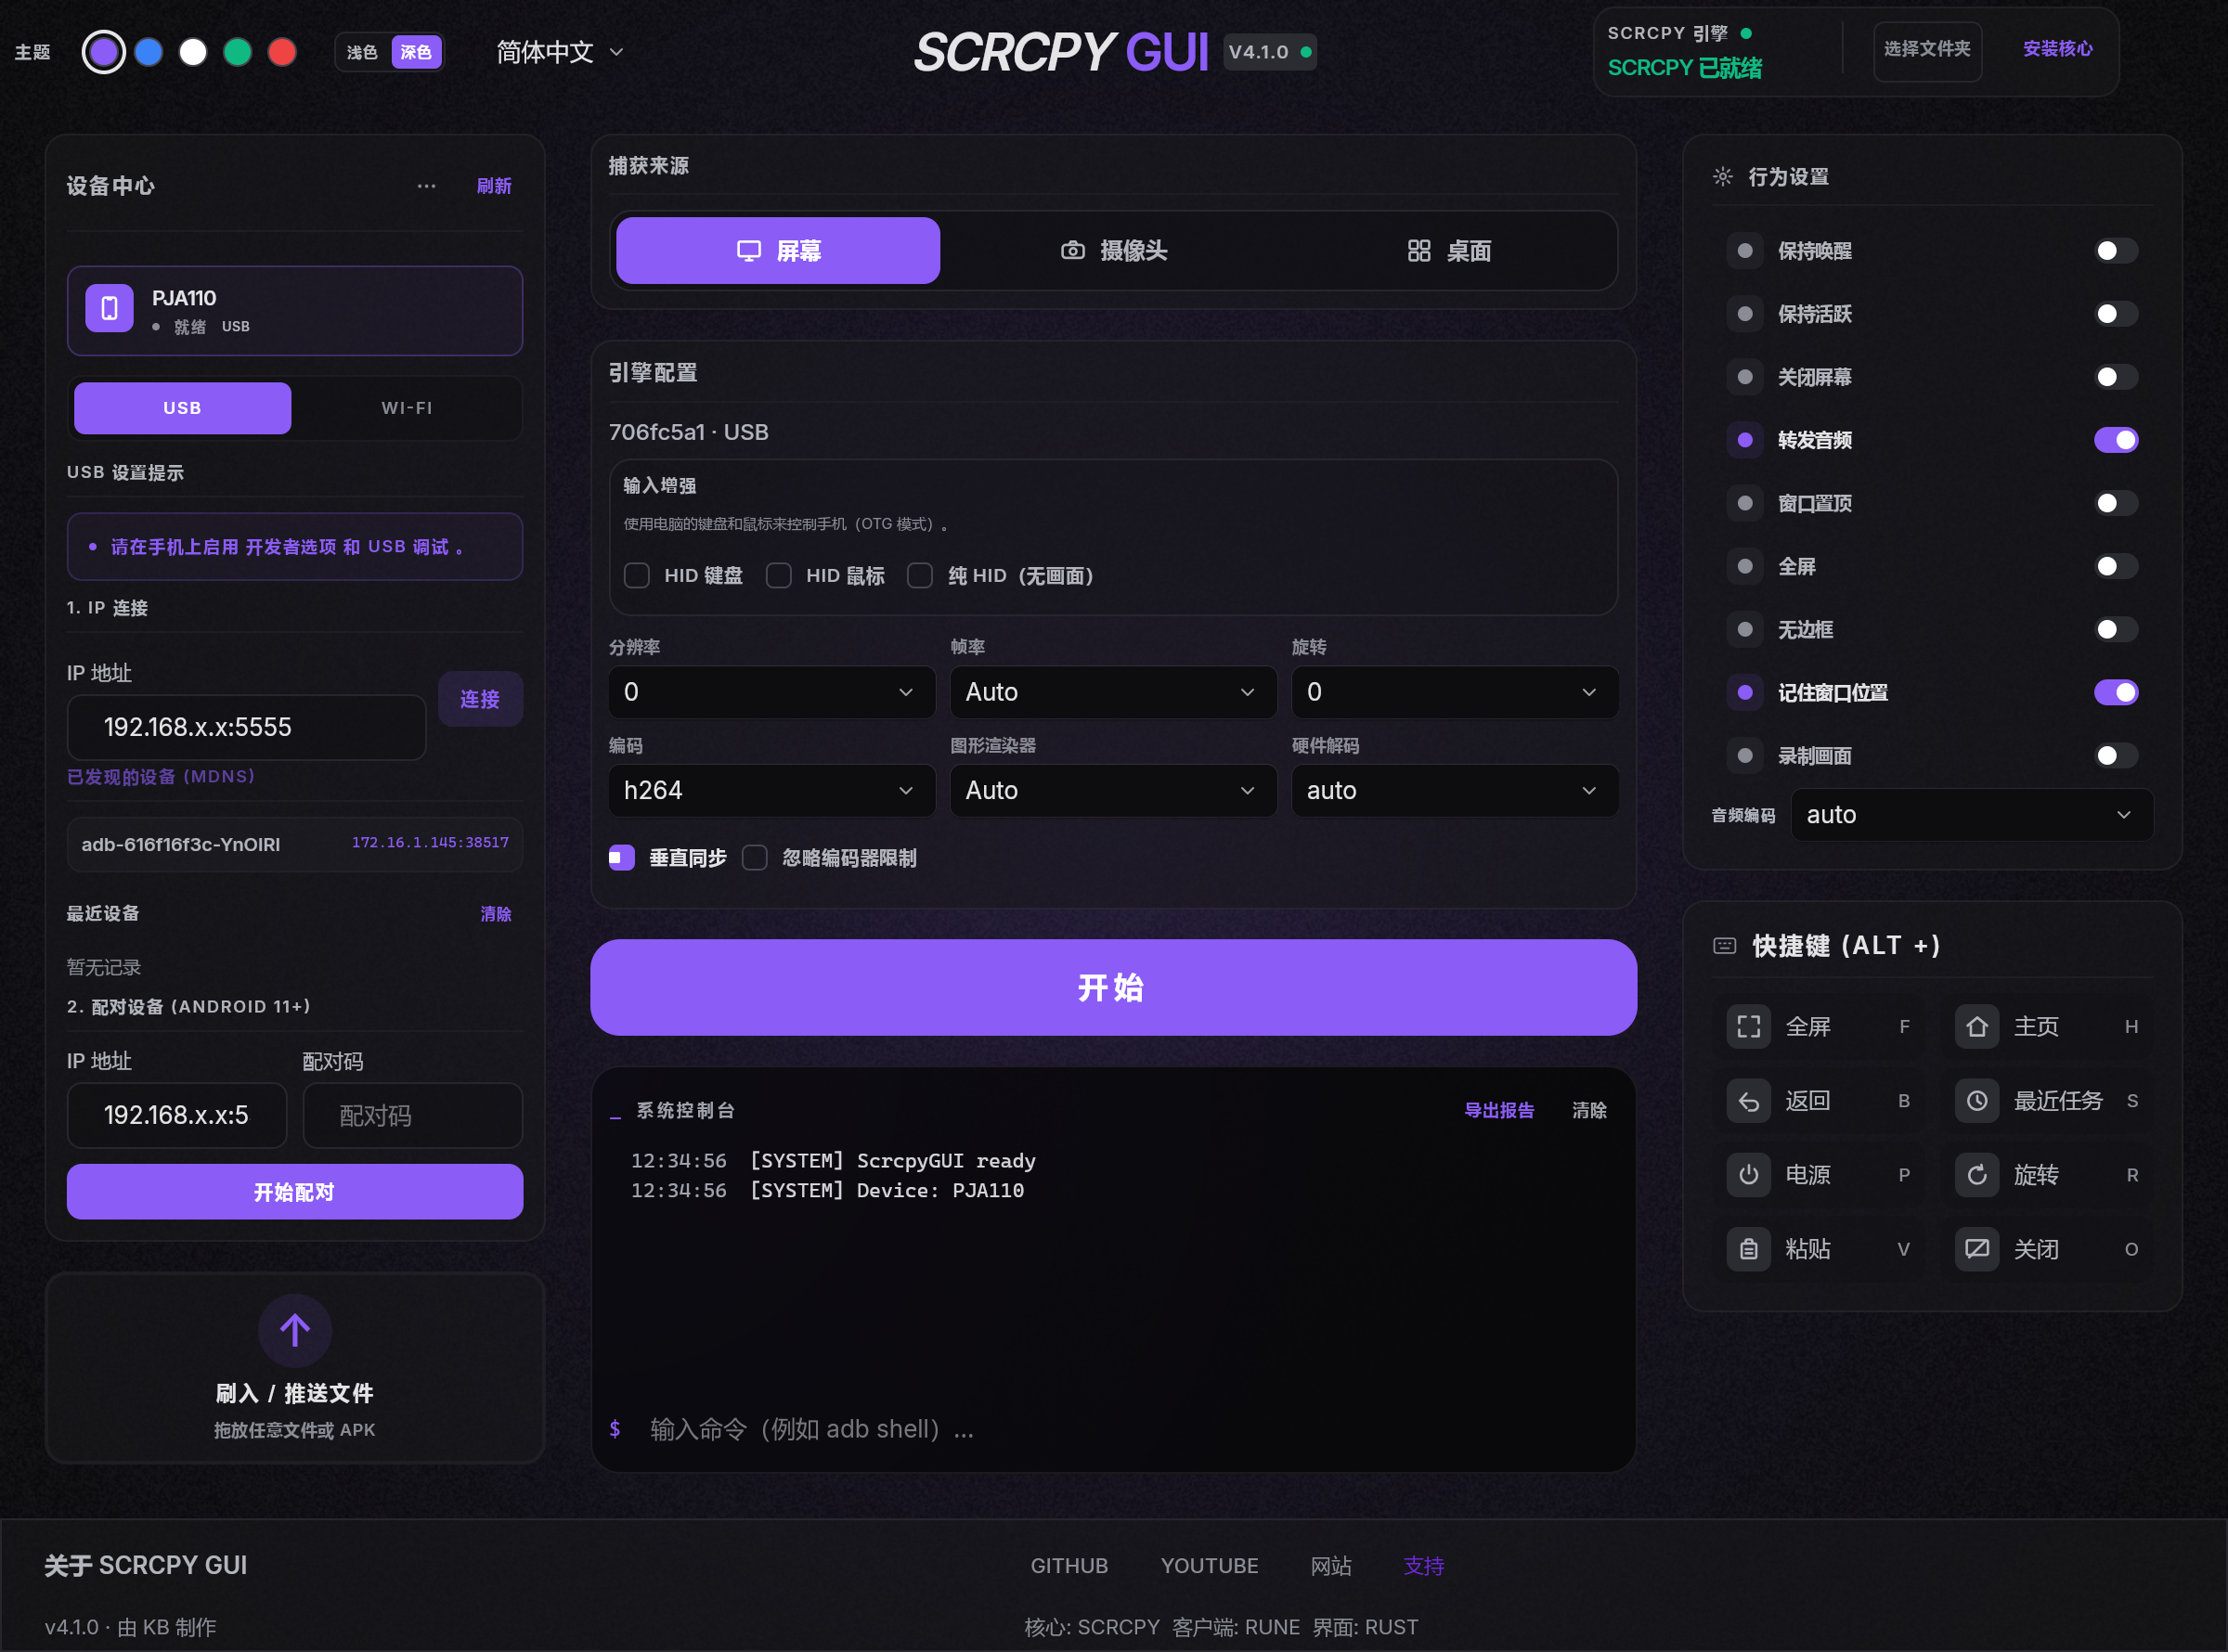 主题
浅色 深色
简体中文
SCRCPY GUI V4.1.0
SCRCPY 引擎
SCRCPY 已就绪
选择文件夹
安装核心
设备中心
···
刷新
PJA110
就绪 USB
USB WI-FI
USB 设置提示
请在手机上启用 开发者选项 和 USB 调试 。
1. IP 连接
IP 地址
192.168.x.x:5555
连接
已发现的设备 (MDNS)
adb-616f16f3c-YnOIRI 172.16.1.145:38517
最近设备 清除
暂无记录
2. 配对设备 (ANDROID 11+)
IP 地址 配对码
192.168.x.x:5 配对码
开始配对
刷入 / 推送文件
拖放任意文件或 APK
捕获来源
屏幕 摄像头 桌面
引擎配置
706fc5a1 · USB
输入增强
使用电脑的键盘和鼠标来控制手机（OTG 模式）。
HID 键盘 HID 鼠标 纯 HID（无画面）
分辨率 帧率 旋转
0 Auto 0
编码 图形渲染器 硬件解码
h264 Auto auto
垂直同步 忽略编码器限制
开始
_ 系统控制台 导出报告 清除
12:34:56 [SYSTEM] ScrcpyGUI ready
12:34:56 [SYSTEM] Device: PJA110
$ 输入命令（例如 adb shell）...
行为设置
保持唤醒
保持活跃
关闭屏幕
转发音频
窗口置顶
全屏
无边框
记住窗口位置
录制画面
音频编码 auto
快捷键 (ALT +)
全屏 F 主页 H
返回 B 最近任务 S
电源 P 旋转 R
粘贴 V 关闭 O
关于 SCRCPY GUI
GITHUB YOUTUBE 网站 支持
v4.1.0 · 由 KB 制作
核心: SCRCPY 客户端: RUNE 界面: RUST